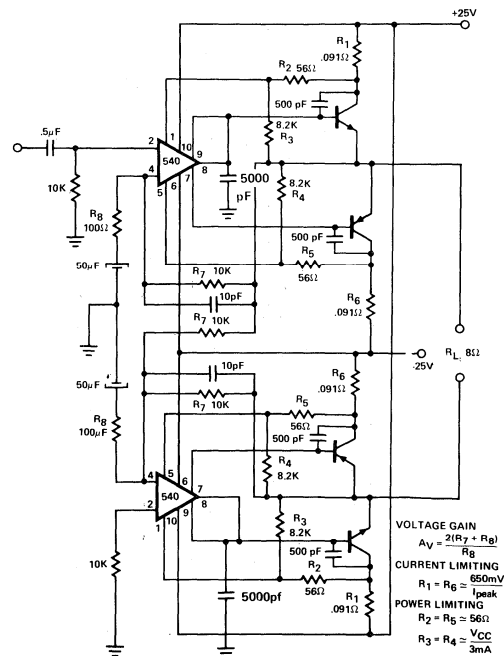 +25V
R1
.091Ω
R2 56Ω
500 pF
1
10
2
9
8.2K
R3
.5μF
540
4
8
5
6
7
5000
pF
8.2K
R4
10K
R8
100Ω
500 pF
R5
56Ω
50μF
R7 10K
10pF
R6
.091Ω
R7 10K
RL, 8Ω
-25V
50μF
10pF
R6
.091Ω
R7 10K
R5
56Ω
500 pF
R8
100μF
R4
8.2K
4
5
6
7
540
8
2
9
1
10
R3
8.2K
500 pF
R2
56Ω
10K
5000pf
R1
.091Ω
VOLTAGE GAIN
AV = 2(R7 + R8)
R8
CURRENT LIMITING
R1 = R6 ≃ 650mV
Ipeak
POWER LIMITING
R2 = R5 ≃ 56Ω
R3 = R4 ≃ VCC
3mA